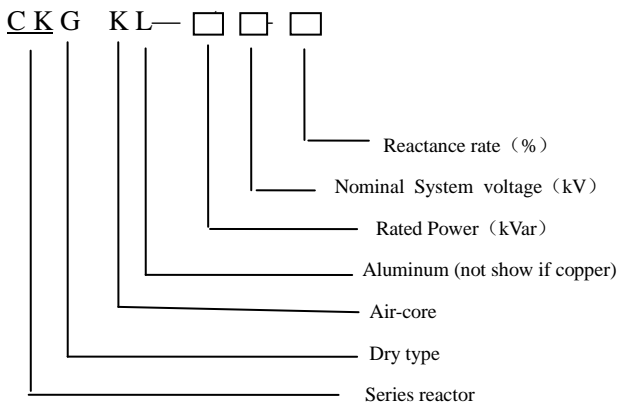 CKG KL— □ □- □
Reactance rate（%）
Nominal System voltage（kV）
Rated Power（kVar）
Aluminum (not show if copper)
Air-core
Dry type
Series reactor